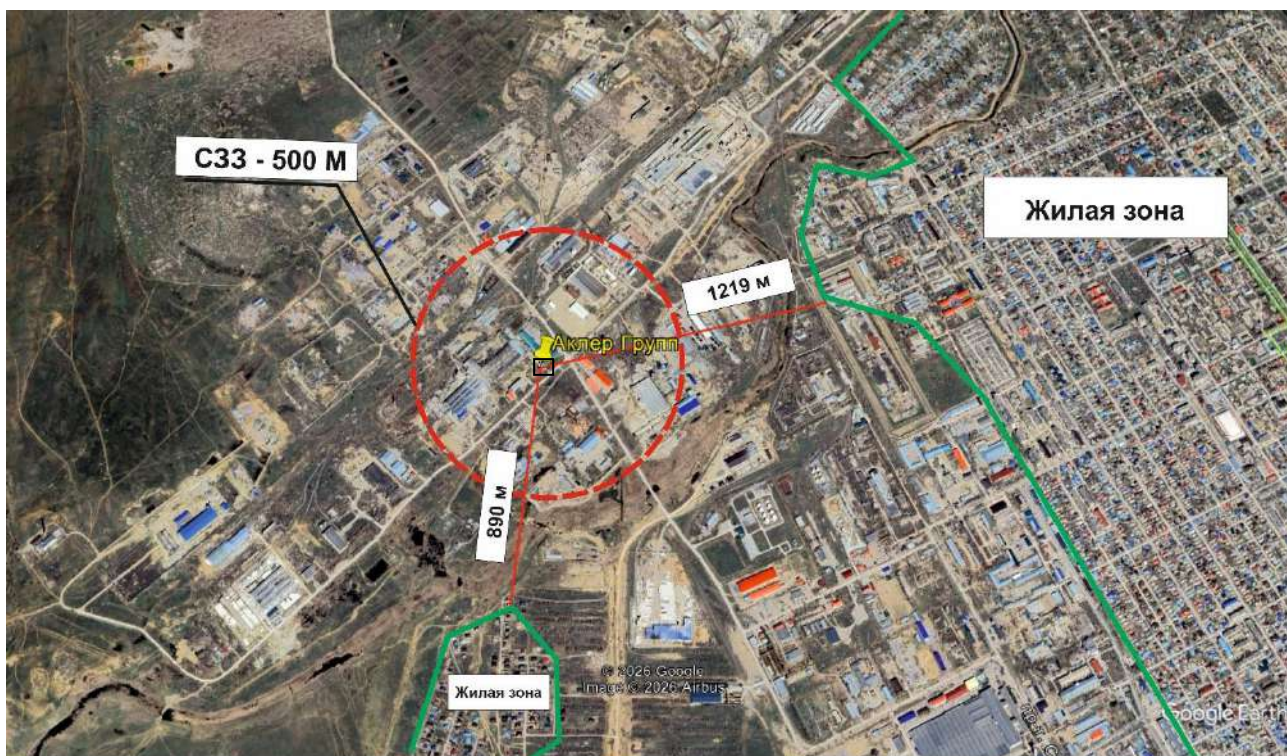 СЗЗ - 500 М
Жилая зона
1219 м
Аклер Групп
890 м
Жилая зона
© 2026 Google
Image © 2026 Airbus
Google Earth